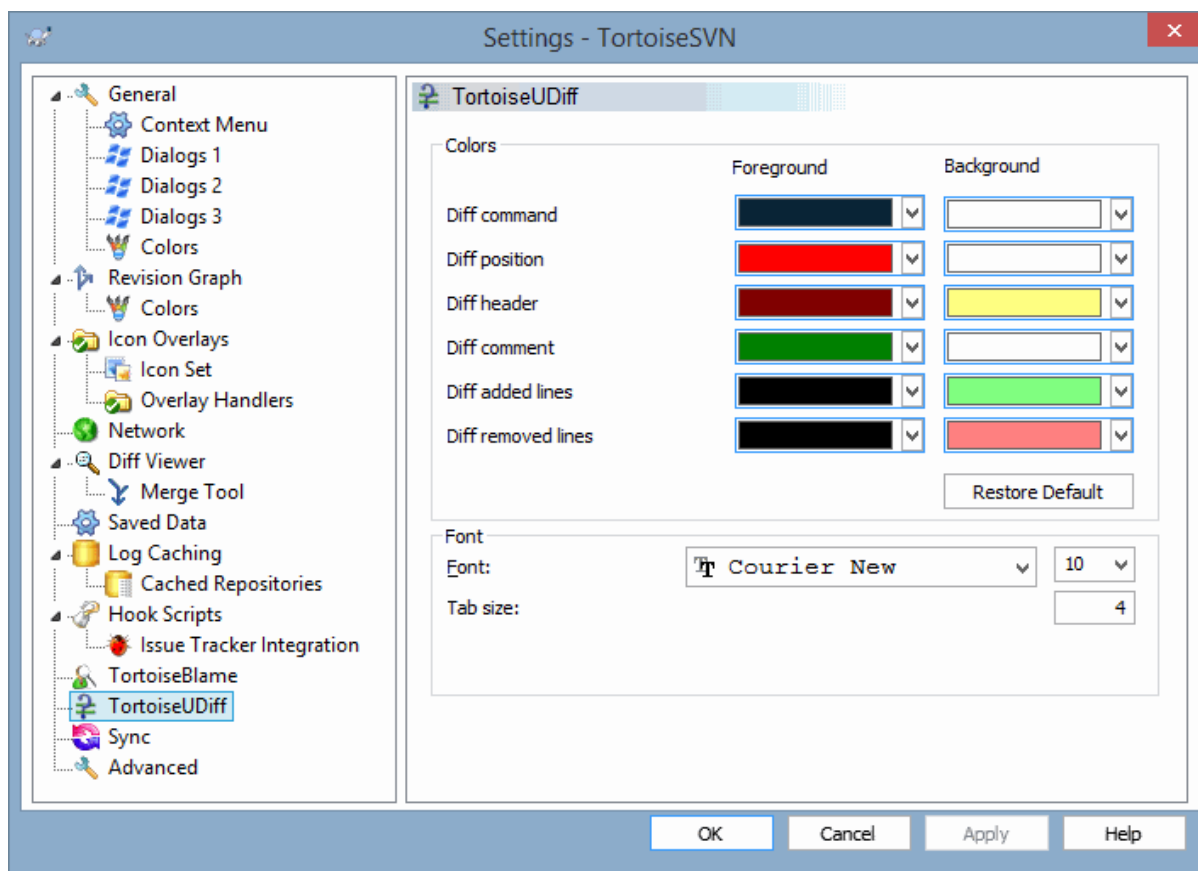 Settings - TortoiseSVN
General
Context Menu
Dialogs 1
Dialogs 2
Dialogs 3
Colors
Revision Graph
Colors
Icon Overlays
Icon Set
Overlay Handlers
Network
Diff Viewer
Merge Tool
Saved Data
Log Caching
Cached Repositories
Hook Scripts
Issue Tracker Integration
TortoiseBlame
TortoiseUDiff
Sync
Advanced
TortoiseUDiff
Colors
Foreground Background
Diff command
Diff position
Diff header
Diff comment
Diff added lines
Diff removed lines
Restore Default
Font
Font: Courier New 10
Tab size: 4
OK Cancel Apply Help